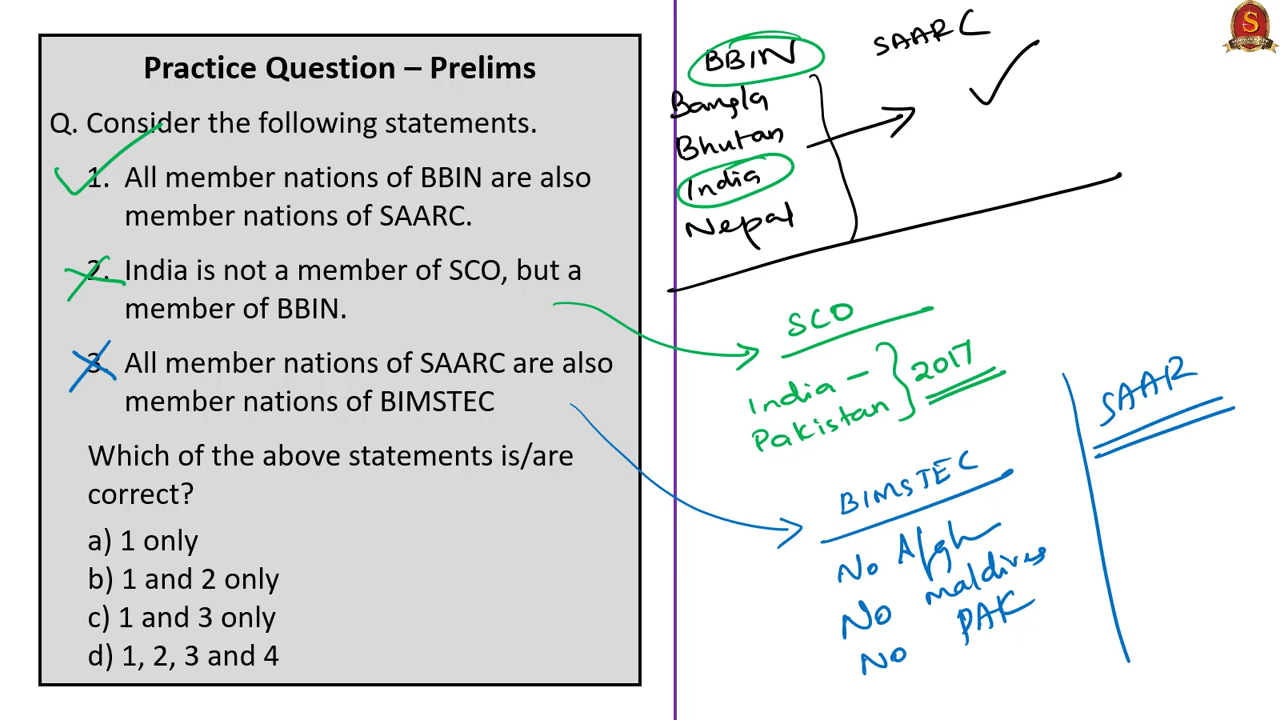 Practice Question – Prelims
Q. Consider the following statements.
1. All member nations of BBIN are also
member nations of SAARC.
2. India is not a member of SCO, but a
member of BBIN.
3. All member nations of SAARC are also
member nations of BIMSTEC
Which of the above statements is/are
correct?
a) 1 only
b) 1 and 2 only
c) 1 and 3 only
d) 1, 2, 3 and 4
BBIN
SAARC
Bangla
Bhutan
India
Nepal
S
SCO
India –
Pakistan
2017
SAAR
BIMSTEC
No Afgh
No maldives
No PAK